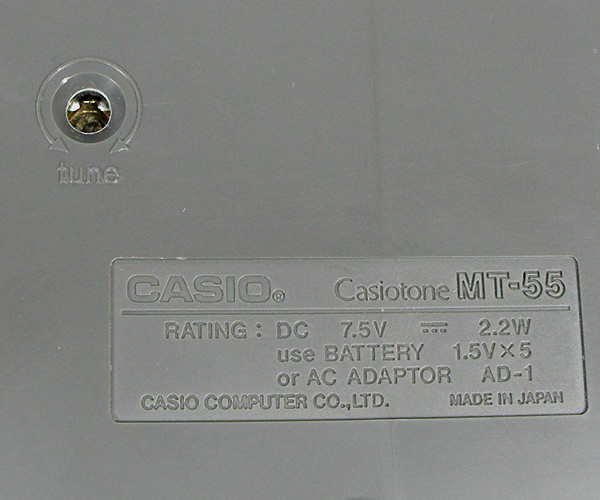 tune
CASIO® Casiotone MT-55
RATING : DC 7.5V ⎓ 2.2W
use BATTERY 1.5V×5
or AC ADAPTOR AD-1
CASIO COMPUTER CO.,LTD. MADE IN JAPAN